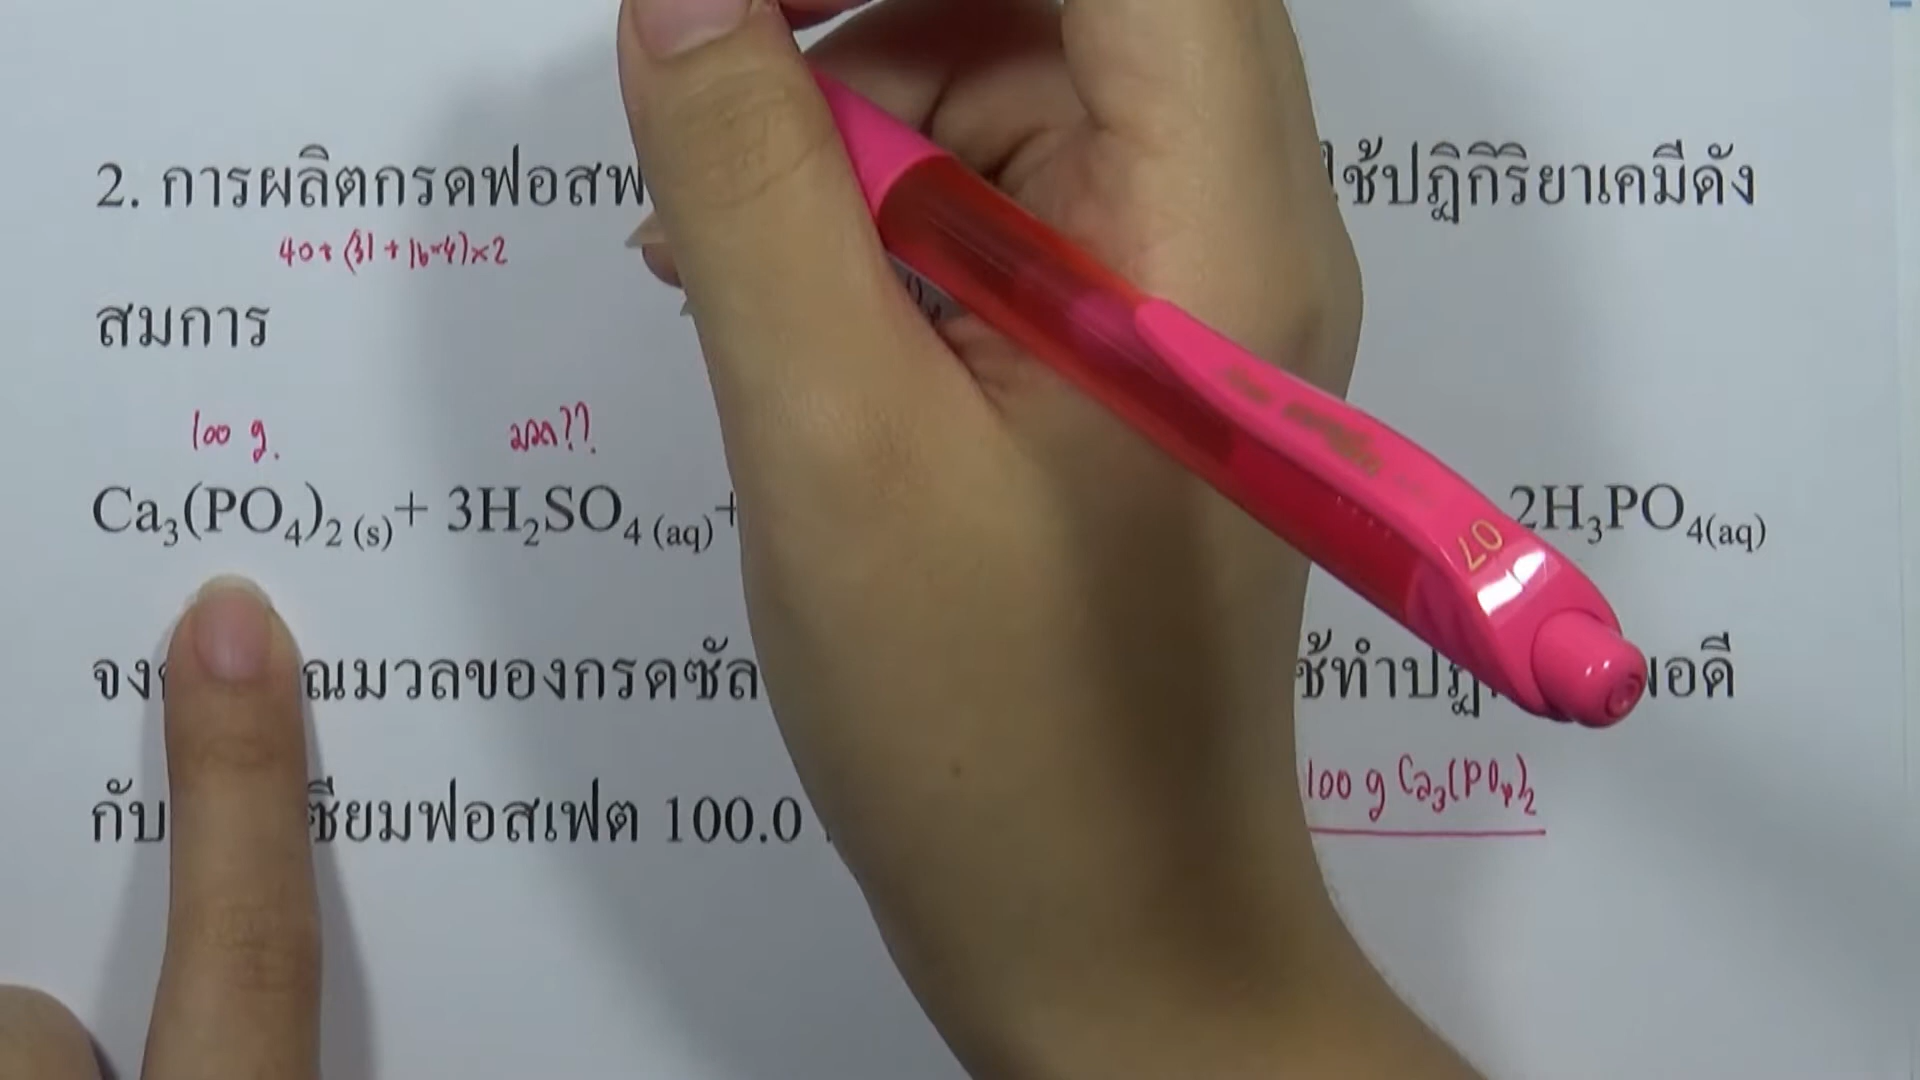 2. การผลิตกรดฟอสฟ ใช้ปฏิกิริยาเคมีดัง
40+(31+16×4)×2
สมการ
100 g. มวล??
Ca₃(PO₄)₂ (s)+ 3H₂SO₄ (aq)+ 2H₃PO₄(aq)
07
จง ณมวลของกรดซัล ช้ทำปฏิ พอดี
100 g Ca₃(PO₄)₂
กับ ซียมฟอสเฟต 100.0